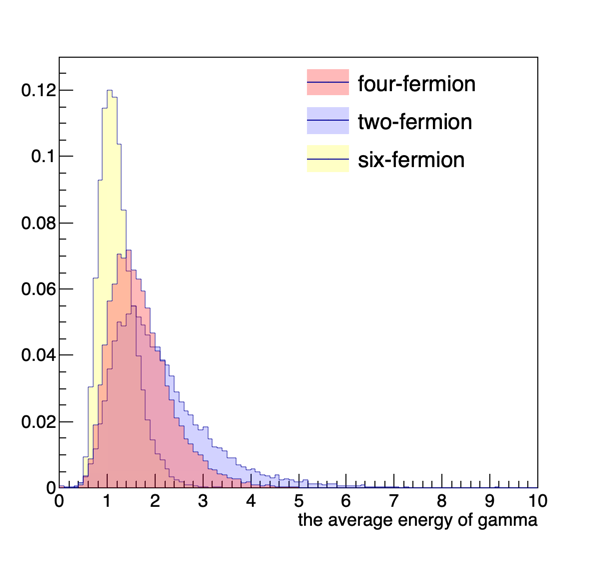 four-fermion
two-fermion
six-fermion
0.12
0.1
0.08
0.06
0.04
0.02
0
0 1 2 3 4 5 6 7 8 9 10
the average energy of gamma